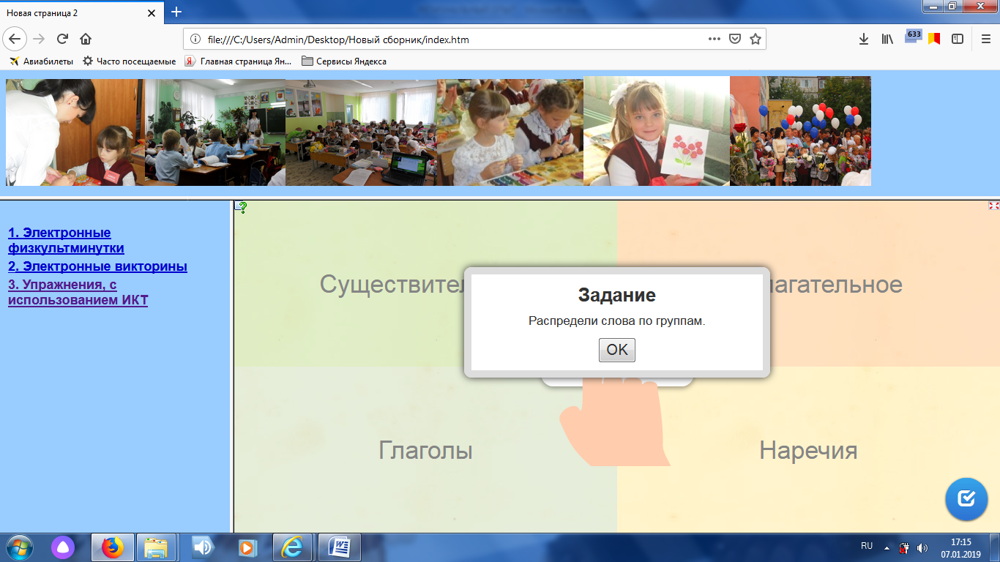 Новая страница 2
file:///C:/Users/Admin/Desktop/Новый сборник/index.htm
633
Авиабилеты
Часто посещаемые
Главная страница Ян...
Сервисы Яндекса
1. Электронные
физкультминутки
2. Электронные викторины
3. Упражнения, с
использованием ИКТ
Существител
лагательное
Задание
Распредели слова по группам.
OK
Глаголы
Наречия
RU
17:15
07.01.2019